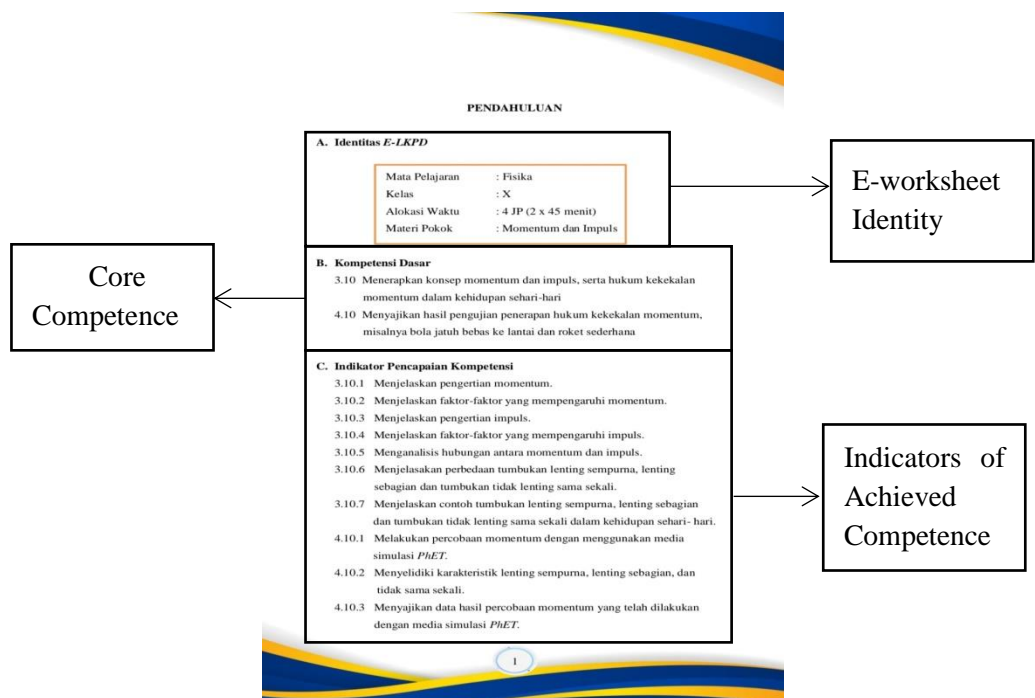 PENDAHULUAN
A. Identitas E-LKPD
Mata Pelajaran : Fisika
Kelas : X
Alokasi Waktu : 4 JP (2 x 45 menit)
Materi Pokok : Momentum dan Impuls
E-worksheet
Identity
B. Kompetensi Dasar
3.10 Menerapkan konsep momentum dan impuls, serta hukum kekekalan
momentum dalam kehidupan sehari-hari
4.10 Menyajikan hasil pengujian penerapan hukum kekekalan momentum,
misalnya bola jatuh bebas ke lantai dan roket sederhana
Core
Competence
C. Indikator Pencapaian Kompetensi
3.10.1 Menjelaskan pengertian momentum.
3.10.2 Menjelaskan faktor-faktor yang mempengaruhi momentum.
3.10.3 Menjelaskan pengertian impuls.
3.10.4 Menjelaskan faktor-faktor yang mempengaruhi impuls.
3.10.5 Menganalisis hubungan antara momentum dan impuls.
3.10.6 Menjelasakan perbedaan tumbukan lenting sempurna, lenting
sebagian dan tumbukan tidak lenting sama sekali.
3.10.7 Menjelaskan contoh tumbukan lenting sempurna, lenting sebagian
dan tumbukan tidak lenting sama sekali dalam kehidupan sehari- hari.
4.10.1 Melakukan percobaan momentum dengan menggunakan media
simulasi PhET.
4.10.2 Menyelidiki karakteristik lenting sempurna, lenting sebagian, dan
tidak sama sekali.
4.10.3 Menyajikan data hasil percobaan momentum yang telah dilakukan
dengan media simulasi PhET.
Indicators of
Achieved
Competence
1